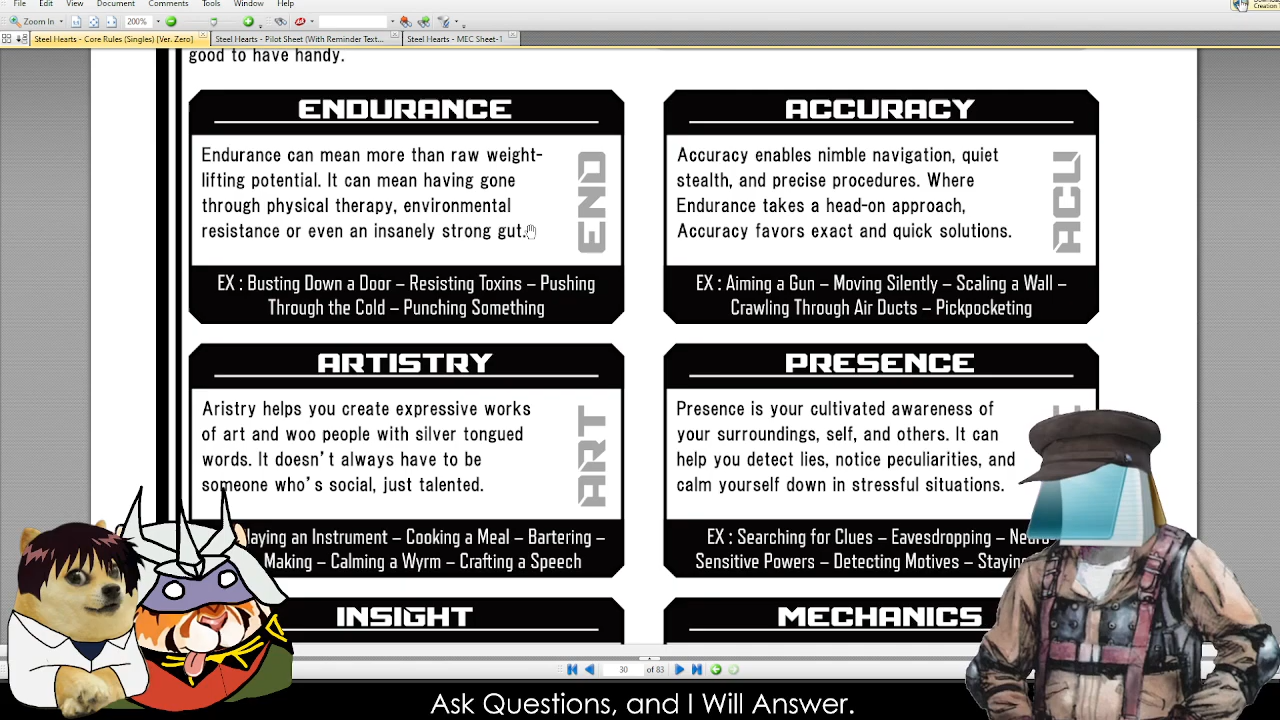 File Edit View Document Comments Tools Window Help
Creation
Zoom In 200%
Steel Hearts - Core Rules (Singles) [Ver. Zero] Steel Hearts - Pilot Sheet (With Reminder Text... Steel Hearts - MEC Sheet-1
good to have handy.
ENDURANCE
Endurance can mean more than raw weight-
lifting potential. It can mean having gone
through physical therapy, environmental
resistance or even an insanely strong gut.
END
EX : Busting Down a Door – Resisting Toxins – Pushing
Through the Cold – Punching Something
ACCURACY
Accuracy enables nimble navigation, quiet
stealth, and precise procedures. Where
Endurance takes a head-on approach,
Accuracy favors exact and quick solutions.
ACU
EX : Aiming a Gun – Moving Silently – Scaling a Wall –
Crawling Through Air Ducts – Pickpocketing
ARTISTRY
Aristry helps you create expressive works
of art and woo people with silver tongued
words. It doesn't always have to be
someone who's social, just talented.
ART
laying an Instrument – Cooking a Meal – Bartering –
Making – Calming a Wyrm – Crafting a Speech
PRESENCE
Presence is your cultivated awareness of
your surroundings, self, and others. It can
help you detect lies, notice peculiarities, and
calm yourself down in stressful situations.
EX : Searching for Clues – Eavesdropping –
Sensitive Powers – Detecting Motives –
INSIGHT
MECHANICS
30 of 83
Ask Questions, and I Will Answer.